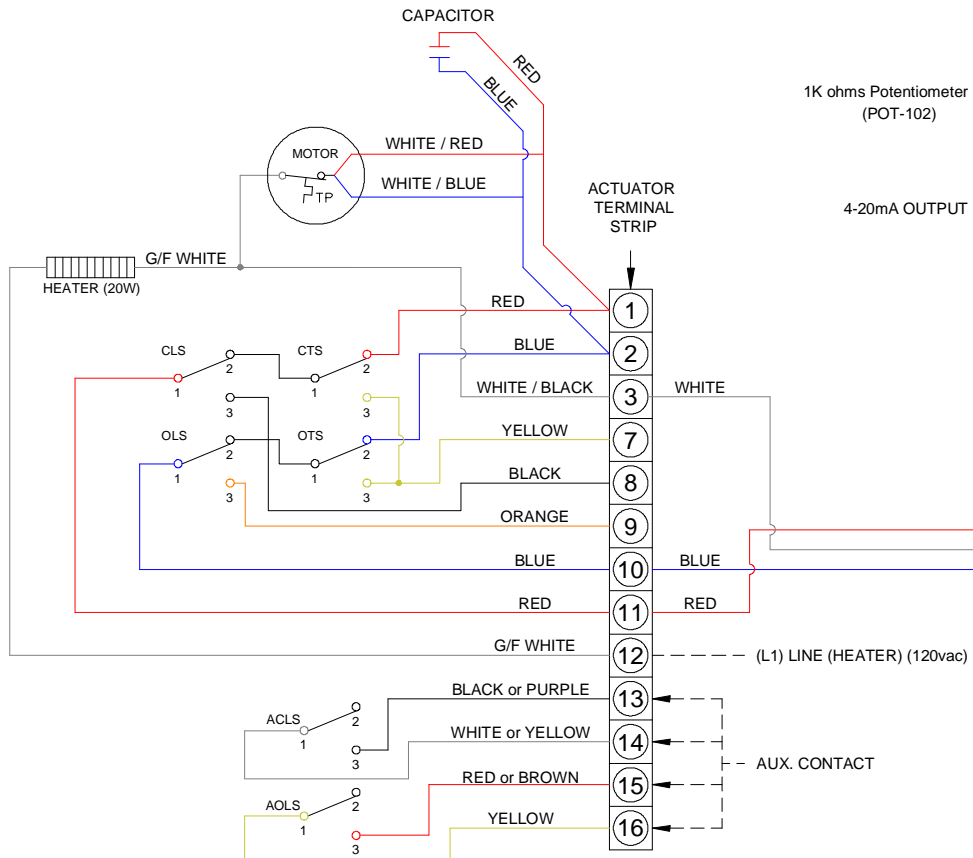 CAPACITOR
RED
BLUE
1K ohms Potentiometer
(POT-102)
MOTOR
TP
WHITE / RED
WHITE / BLUE
ACTUATOR
TERMINAL
STRIP
4-20mA OUTPUT
G/F WHITE
HEATER (20W)
RED
1
BLUE
2
CLS
1
2
3
CTS
1
2
3
WHITE / BLACK
3
WHITE
YELLOW
7
OLS
1
2
3
OTS
1
2
3
BLACK
8
ORANGE
9
BLUE
10
BLUE
RED
11
RED
G/F WHITE
12
(L1) LINE (HEATER) (120vac)
BLACK or PURPLE
13
ACLS
1
2
3
WHITE or YELLOW
14
AUX. CONTACT
RED or BROWN
15
AOLS
1
2
3
YELLOW
16